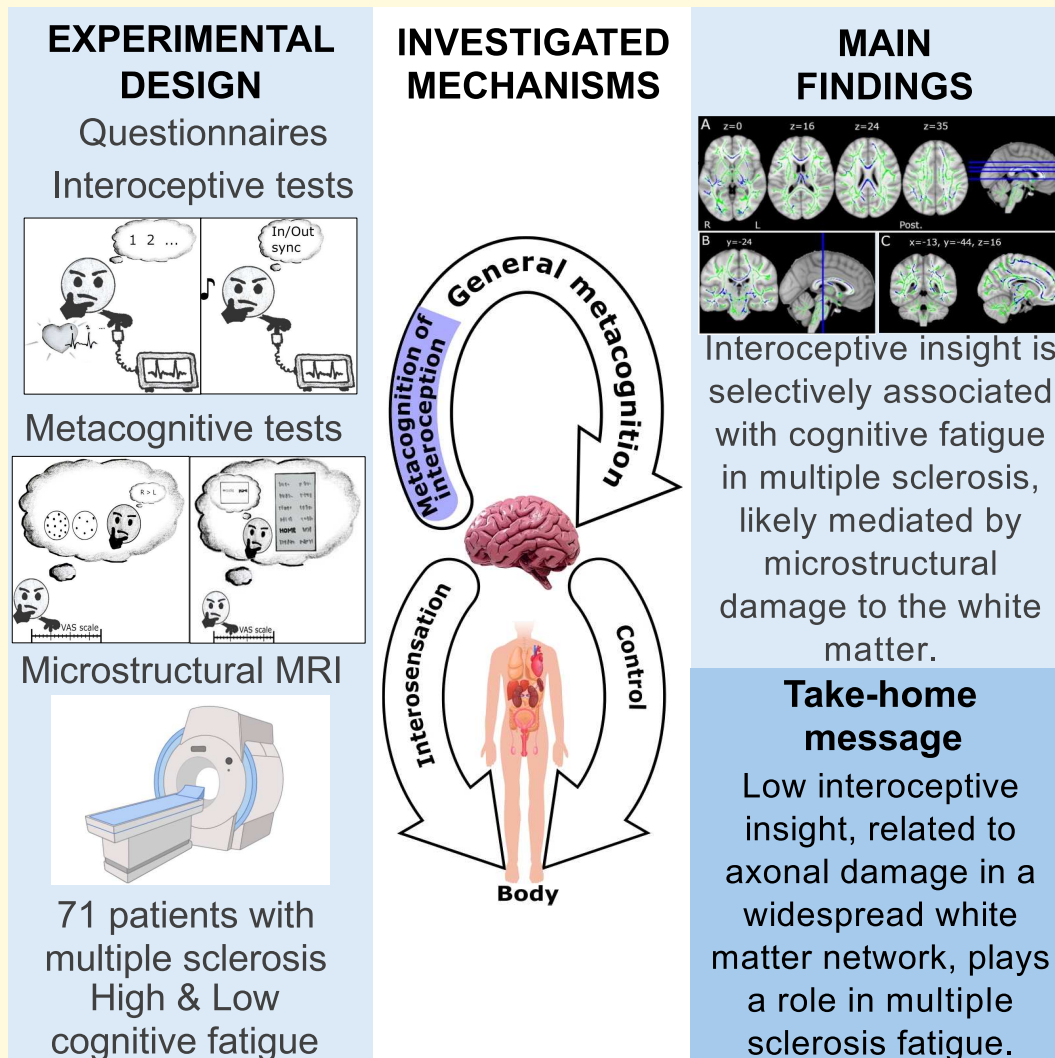 EXPERIMENTAL
DESIGN
Questionnaires
Interoceptive tests
1 2 ...
In/Out
sync
Metacognitive tests
R > L
VAS scale
HOME
VAS scale
Microstructural MRI
71 patients with
multiple sclerosis
High & Low
cognitive fatigue
INVESTIGATED
MECHANISMS
General metacognition
Metacognition of
interoception
Interosensation
Control
Body
MAIN
FINDINGS
A z=0 z=16 z=24 z=35
R L Post.
B y=-24
C x=-13, y=-44, z=16
Interoceptive insight is
selectively associated
with cognitive fatigue
in multiple sclerosis,
likely mediated by
microstructural
damage to the white
matter.
Take-home
message
Low interoceptive
insight, related to
axonal damage in a
widespread white
matter network, plays
a role in multiple
sclerosis fatigue.